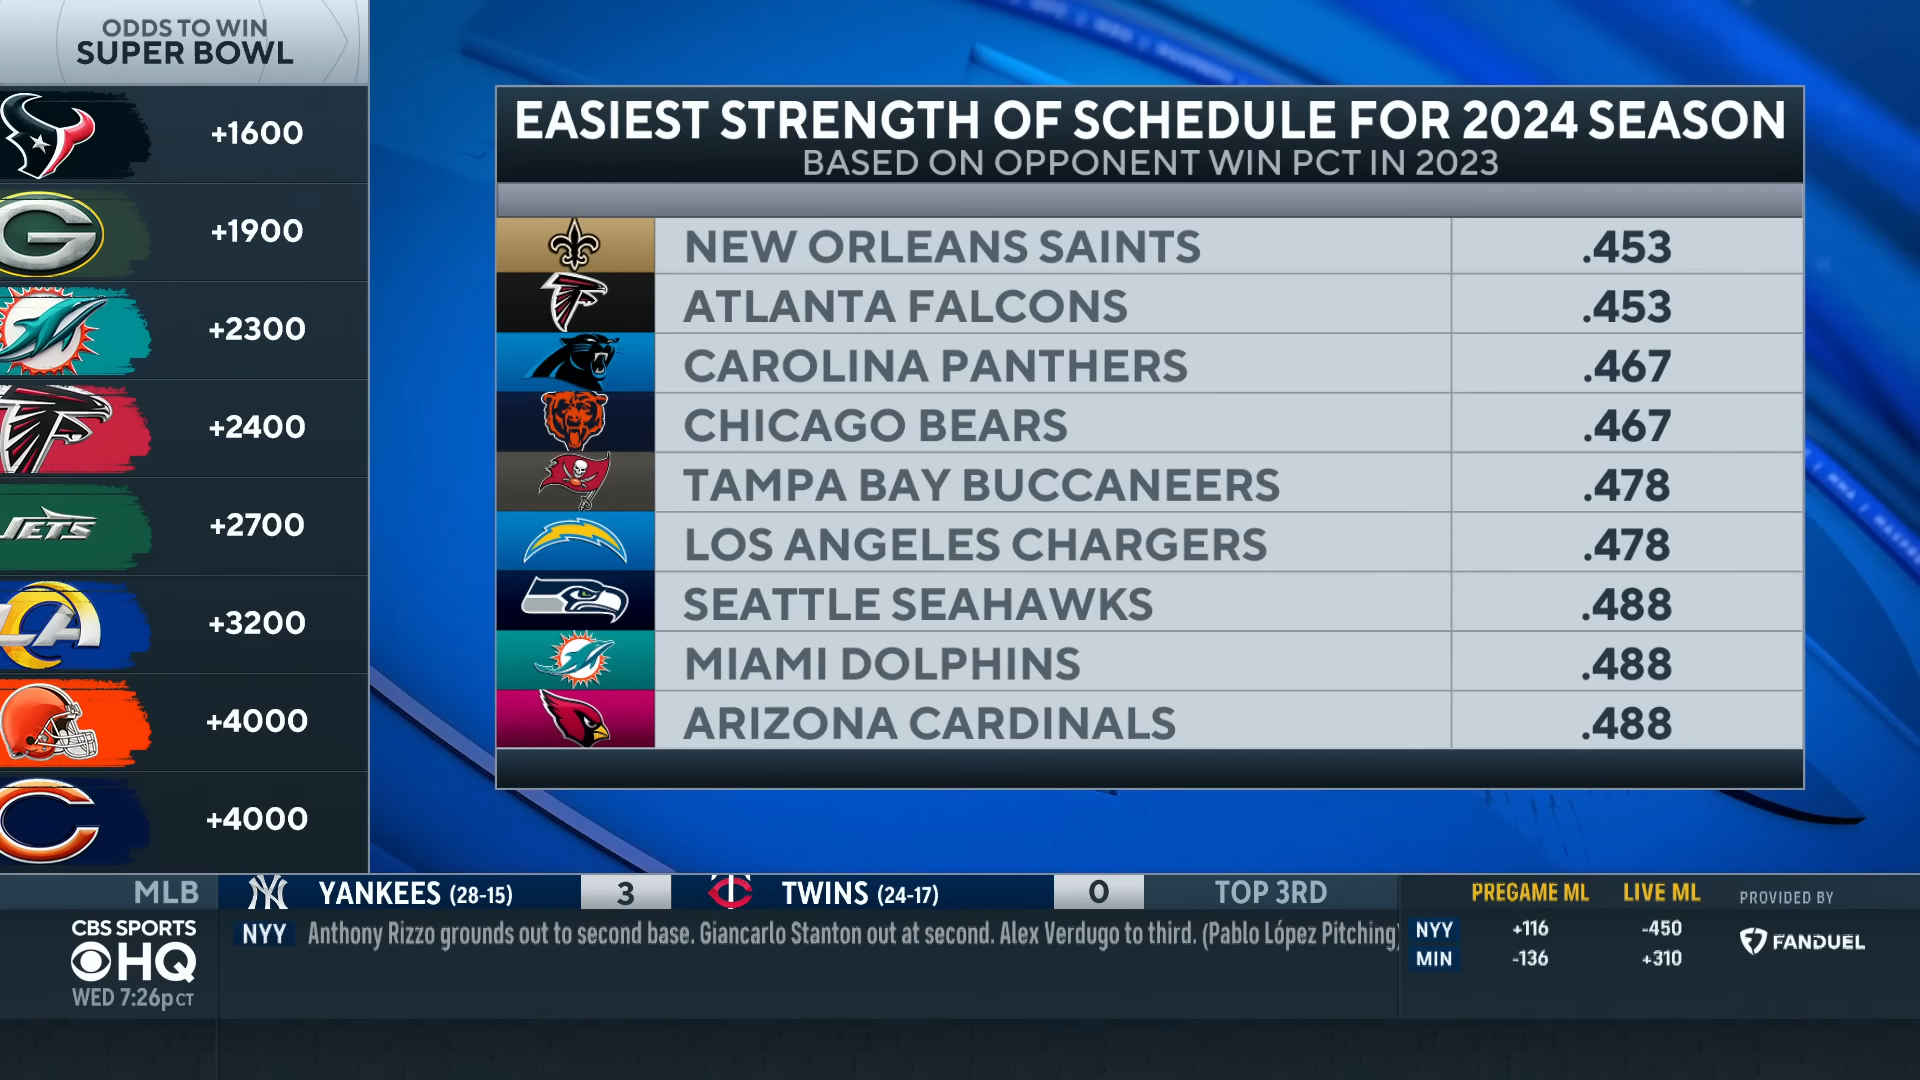 ODDS TO WIN
SUPER BOWL
+1600
+1900
+2300
+2400
JETS +2700
+3200
+4000
+4000
EASIEST STRENGTH OF SCHEDULE FOR 2024 SEASON
BASED ON OPPONENT WIN PCT IN 2023
NEW ORLEANS SAINTS .453
ATLANTA FALCONS .453
CAROLINA PANTHERS .467
CHICAGO BEARS .467
TAMPA BAY BUCCANEERS .478
LOS ANGELES CHARGERS .478
SEATTLE SEAHAWKS .488
MIAMI DOLPHINS .488
ARIZONA CARDINALS .488
MLB YANKEES (28-15) 3 TWINS (24-17) 0 TOP 3RD
NYY Anthony Rizzo grounds out to second base. Giancarlo Stanton out at second. Alex Verdugo to third. (Pablo López Pitching)
PREGAME ML LIVE ML
NYY +116 -450
MIN -136 +310
PROVIDED BY
FANDUEL
CBS SPORTS
HQ
WED 7:26p CT